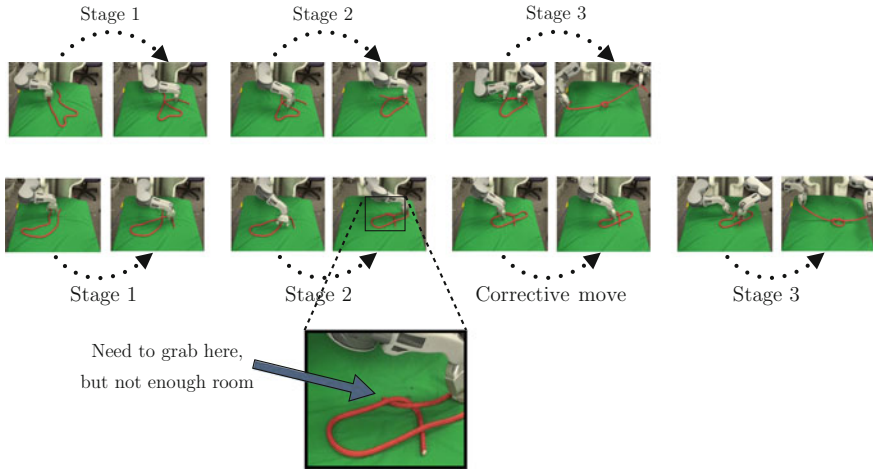 Stage 1
Stage 2
Stage 3
Stage 1
Stage 2
Corrective move
Stage 3
Need to grab here,
but not enough room